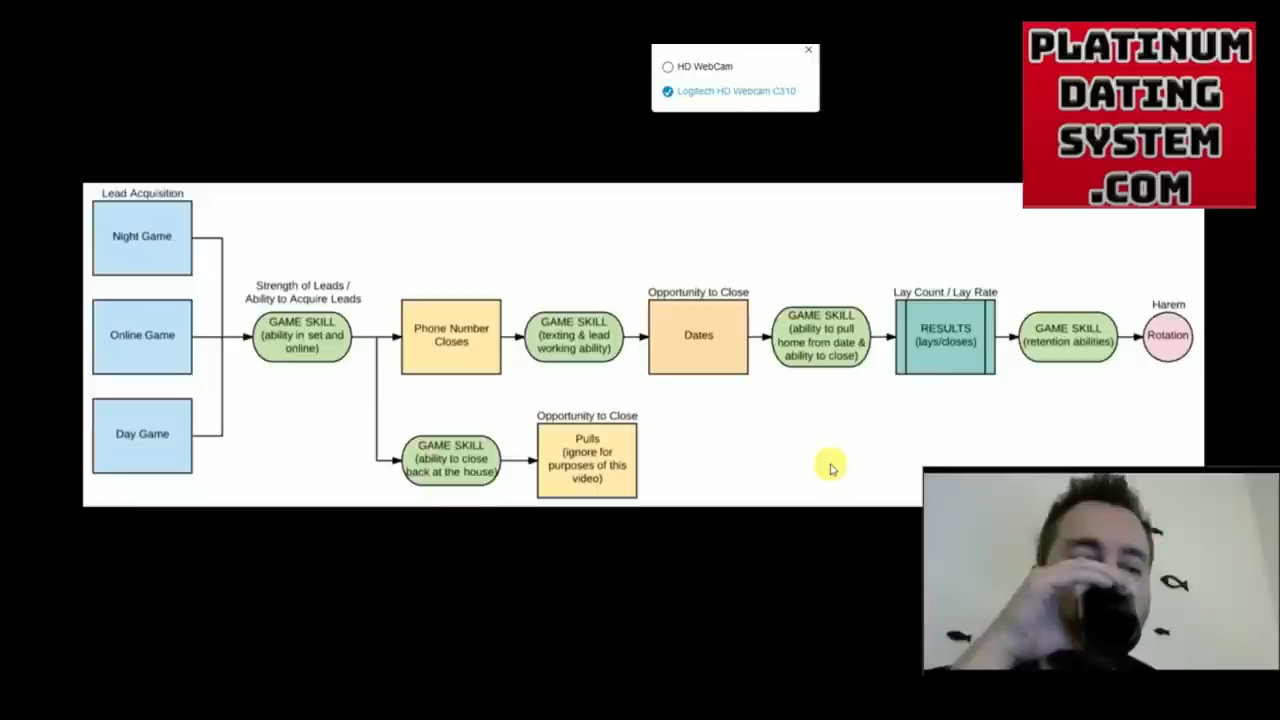 HD WebCam
Logitech HD Webcam C310
PLATINUM
DATING
SYSTEM
.COM
Lead Acquisition
Night Game
Online Game
Day Game
Strength of Leads /
Ability to Acquire Leads
GAME SKILL
(ability in set and
online)
Phone Number
Closes
GAME SKILL
(texting & lead
working ability)
Opportunity to Close
Dates
GAME SKILL
(ability to pull
home from date &
ability to close)
Lay Count / Lay Rate
RESULTS
(lays/closes)
GAME SKILL
(retention abilities)
Harem
Rotation
GAME SKILL
(ability to close
back at the house)
Opportunity to Close
Pulls
(ignore for
purposes of this
video)